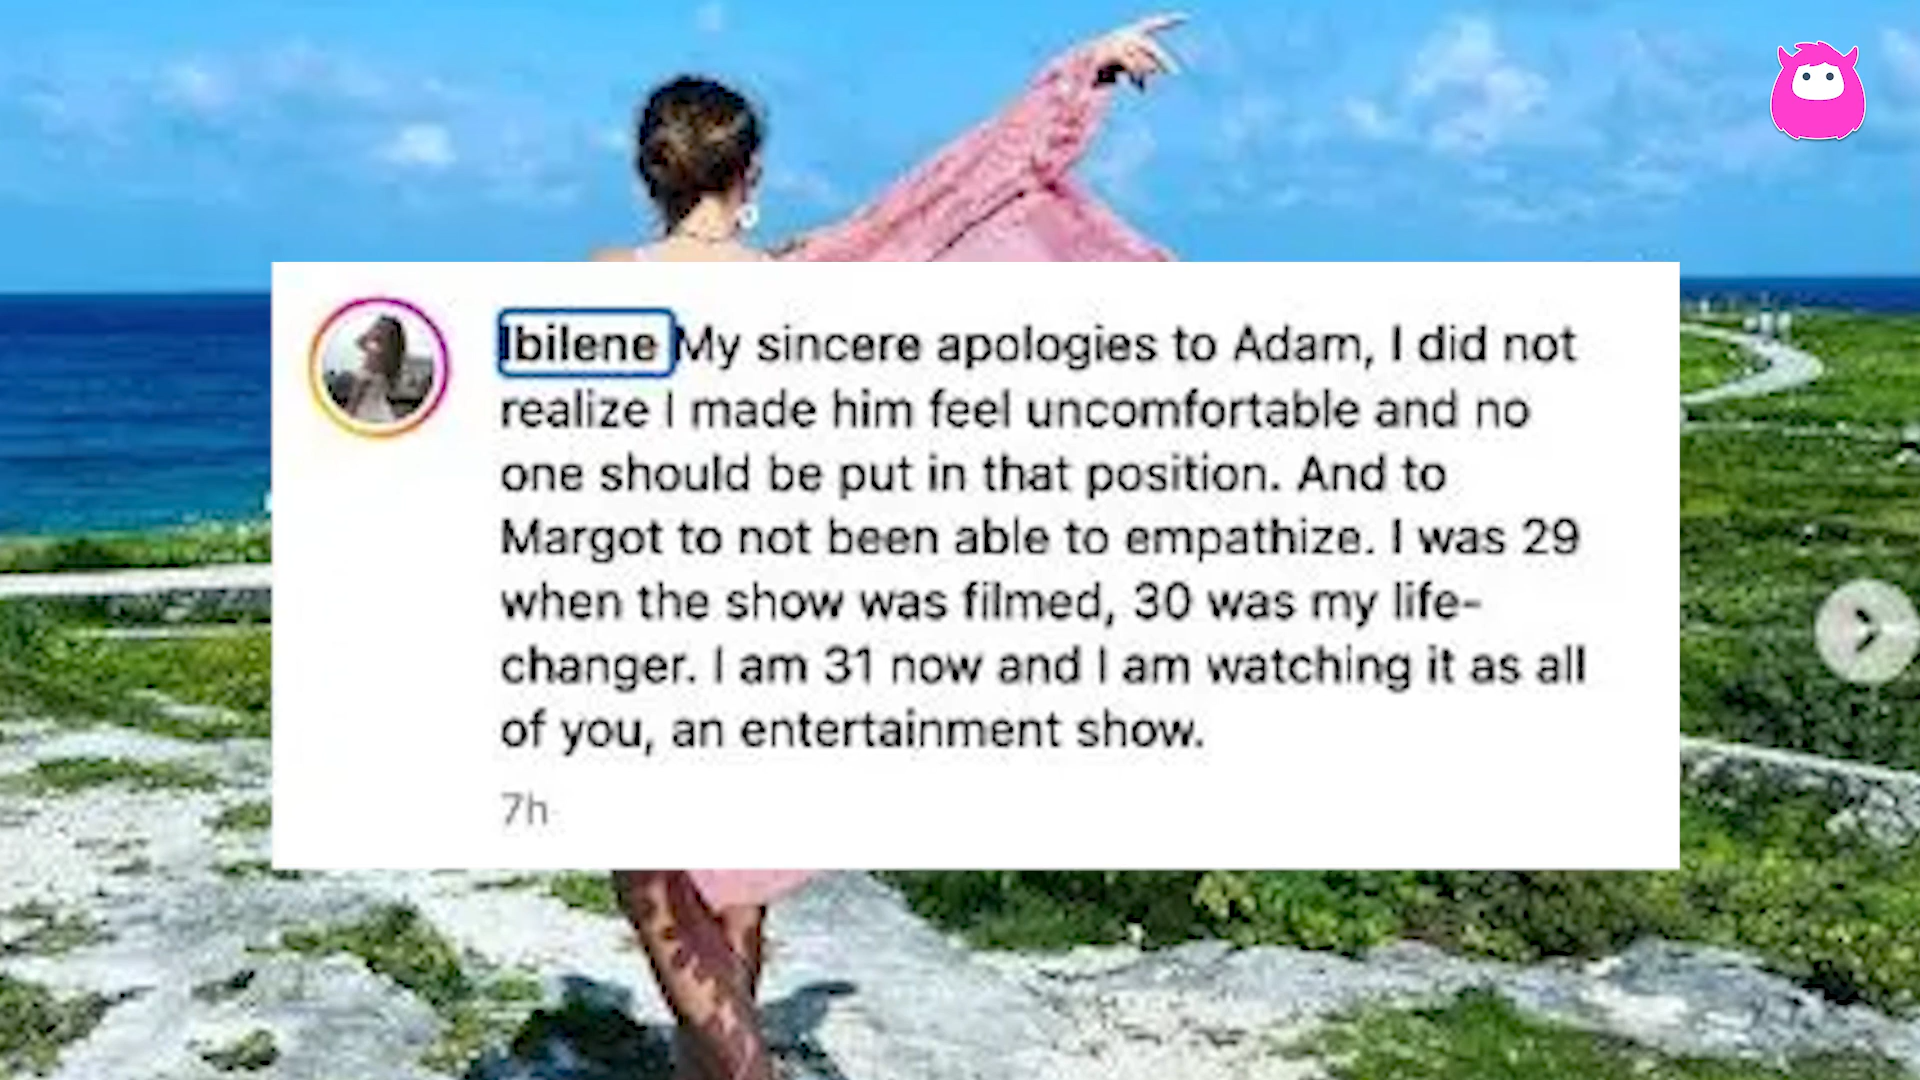 lbilene My sincere apologies to Adam, I did not
realize I made him feel uncomfortable and no
one should be put in that position. And to
Margot to not been able to empathize. I was 29
when the show was filmed, 30 was my life-
changer. I am 31 now and I am watching it as all
of you, an entertainment show.
7h